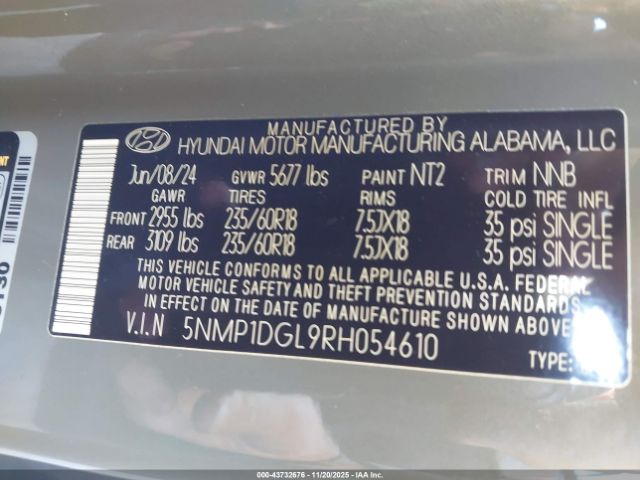 MANUFACTURED BY
HYUNDAI MOTOR MANUFACTURING ALABAMA, LLC
Jun/08/24 GVWR 5677 lbs PAINT NT2 TRIM NNB
GAWR TIRES RIMS COLD TIRE INFL
FRONT 2955 lbs 235/60R18 7.5JX18 35 psi SINGLE
REAR 3109 lbs 235/60R18 7.5JX18 35 psi SINGLE
THIS VEHICLE CONFORMS TO ALL APPLICABLE U.S.A. FEDERAL
MOTOR VEHICLE SAFETY AND THEFT PREVENTION STANDARDS
IN EFFECT ON THE DATE OF MANUFACTURE SHOWN ABOVE.
V.I.N 5NMP1DGL9RH054610
TYPE:
000-43732676 - 11/20/2025 - IAAI.COM